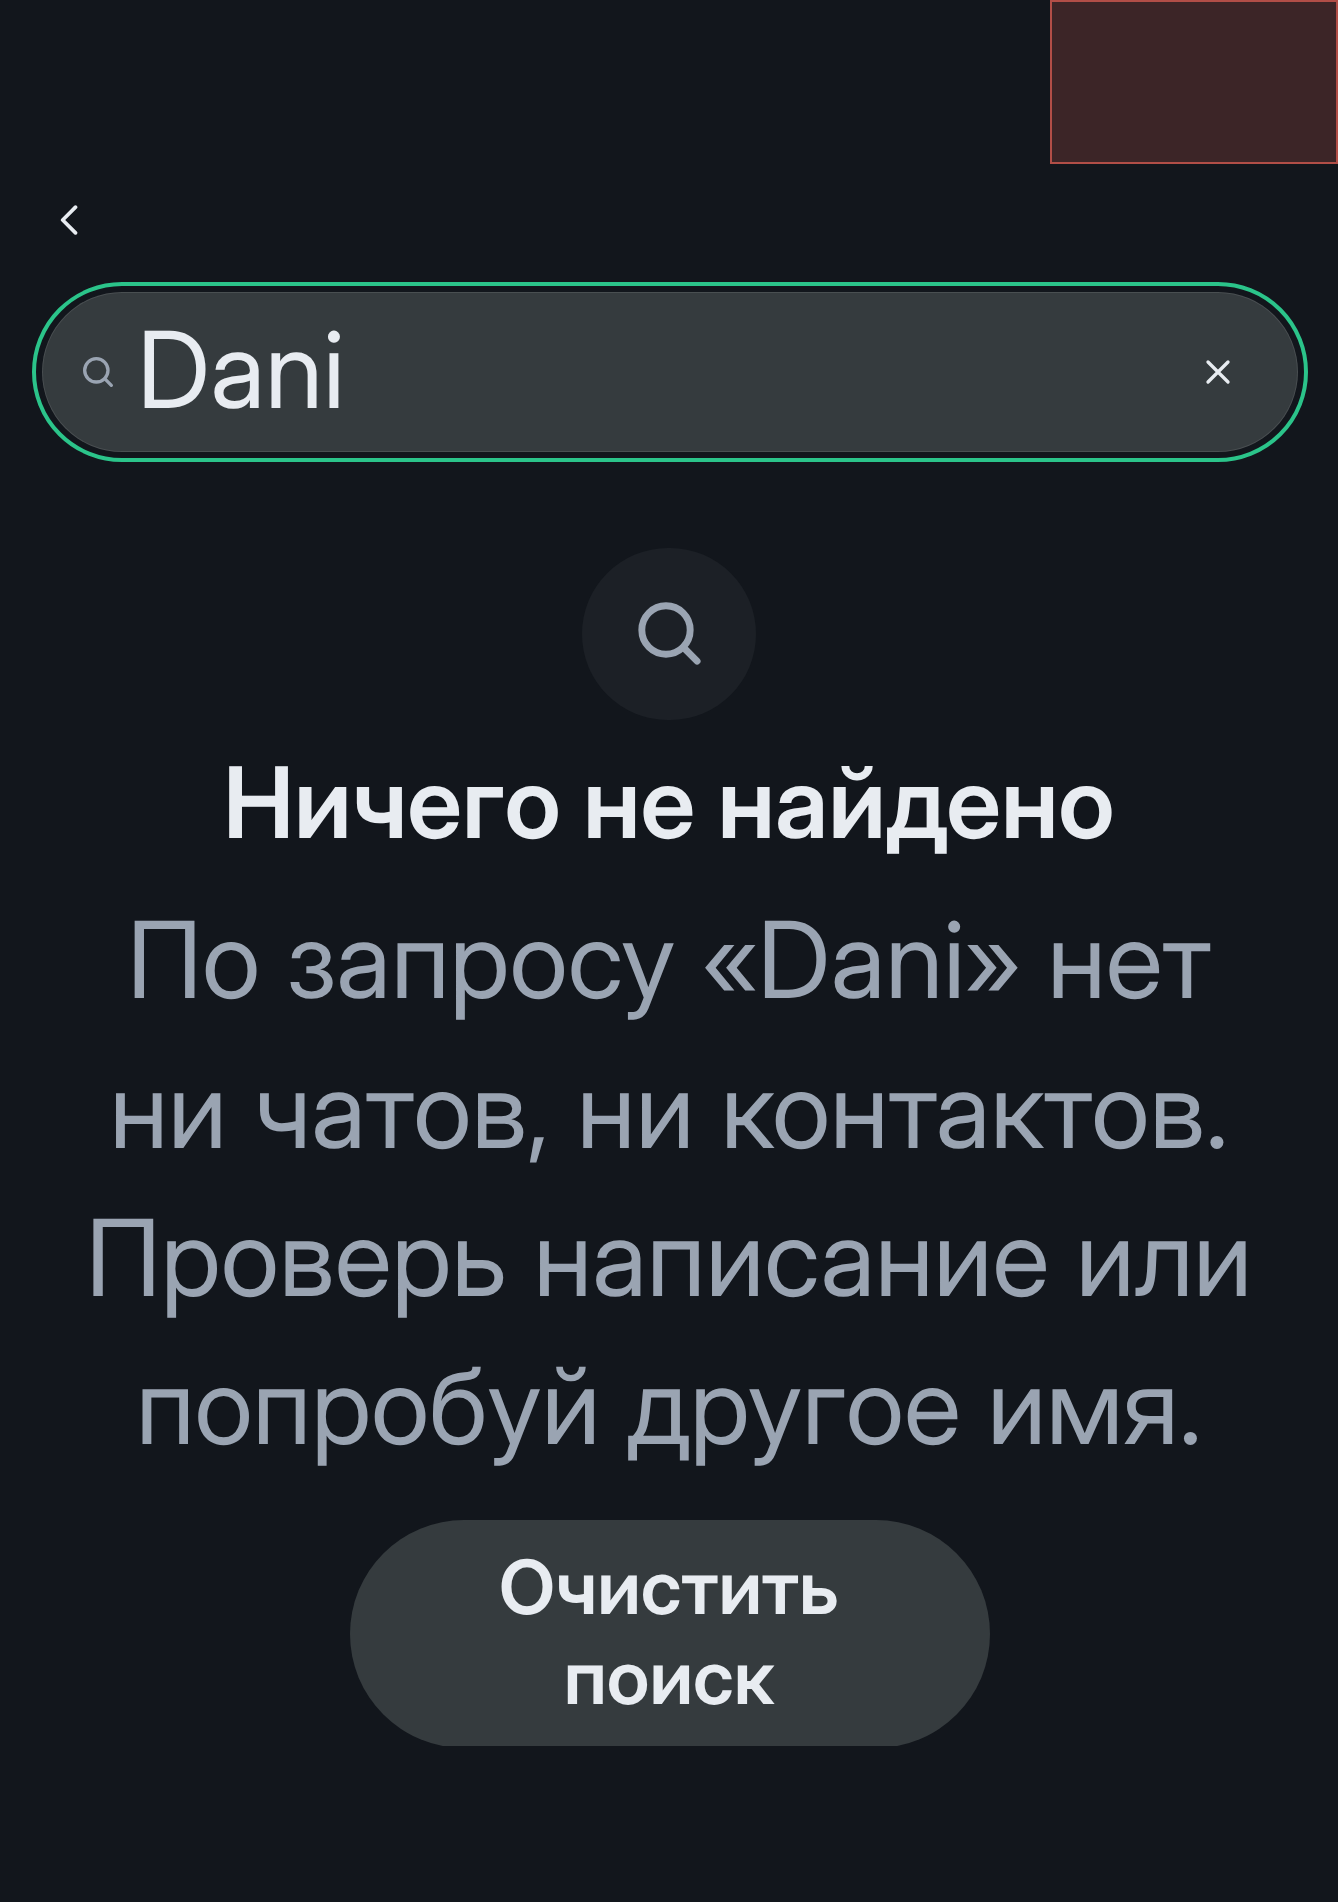 Dani
Ничего не найдено
По запросу «Dani» нет
ни чатов, ни контактов.
Проверь написание или
попробуй другое имя.
Очистить
поиск